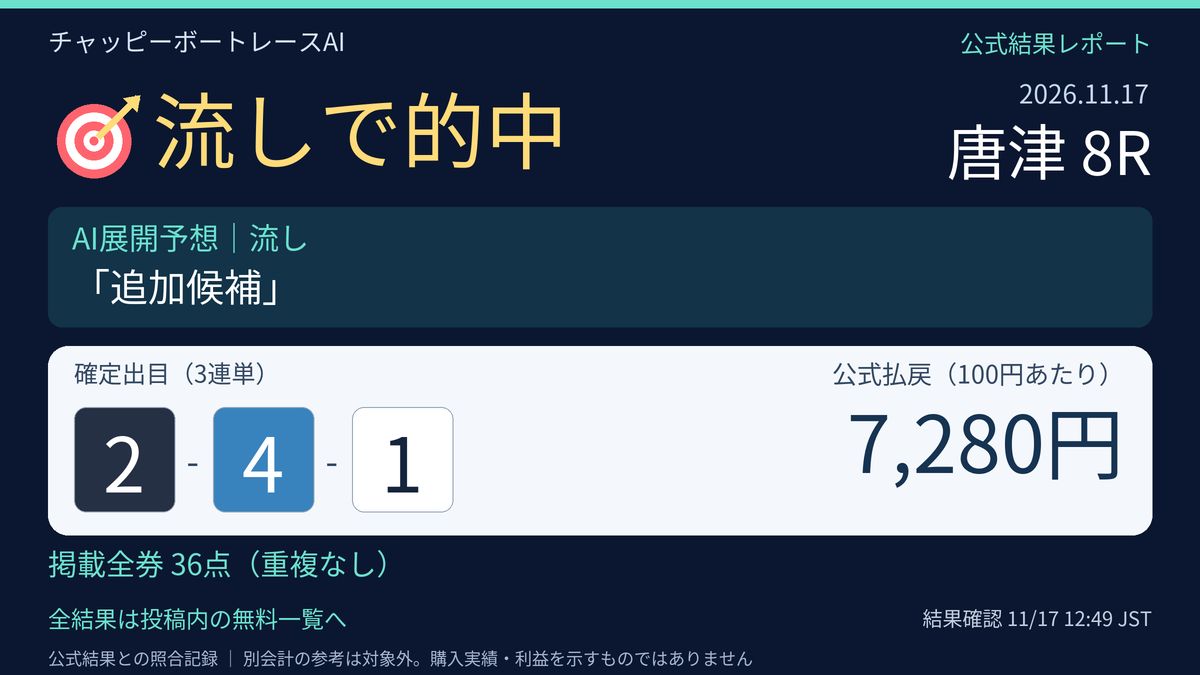 チャッピーボートレースAI
公式結果レポート
2026.11.17
流しで的中
唐津 8R
AI展開予想｜流し
「追加候補」
確定出目（3連単）
公式払戻（100円あたり）
2 - 4 - 1
7,280円
掲載全券 36点（重複なし）
全結果は投稿内の無料一覧へ
結果確認 11/17 12:49 JST
公式結果との照合記録｜別会計の参考は対象外。購入実績・利益を示すものではありません